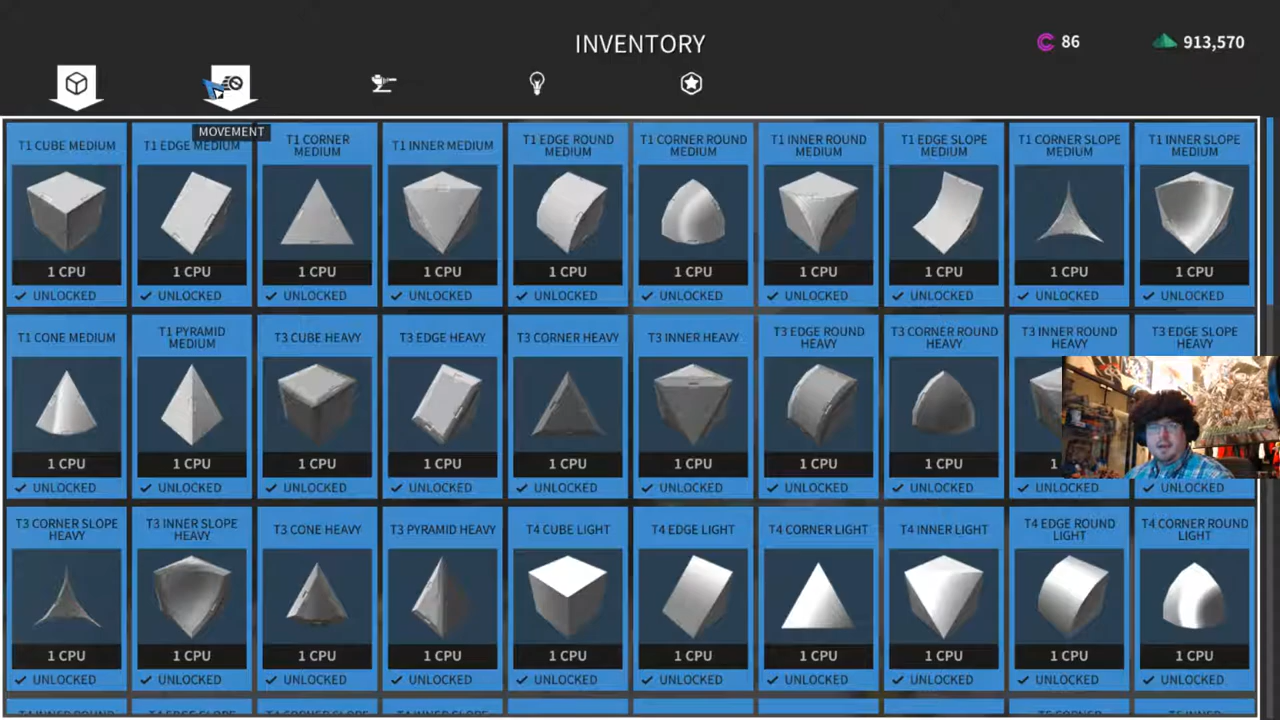 INVENTORY
86
913,570
MOVEMENT
T1 CUBE MEDIUM
T1 EDGE MEDIUM
T1 CORNER
MEDIUM
T1 INNER MEDIUM
T1 EDGE ROUND
MEDIUM
T1 CORNER ROUND
MEDIUM
T1 INNER ROUND
MEDIUM
T1 EDGE SLOPE
MEDIUM
T1 CORNER SLOPE
MEDIUM
T1 INNER SLOPE
MEDIUM
1 CPU
1 CPU
1 CPU
1 CPU
1 CPU
1 CPU
1 CPU
1 CPU
1 CPU
1 CPU
UNLOCKED
UNLOCKED
UNLOCKED
UNLOCKED
UNLOCKED
UNLOCKED
UNLOCKED
UNLOCKED
UNLOCKED
UNLOCKED
T1 CONE MEDIUM
T1 PYRAMID
MEDIUM
T3 CUBE HEAVY
T3 EDGE HEAVY
T3 CORNER HEAVY
T3 INNER HEAVY
T3 EDGE ROUND
HEAVY
T3 CORNER ROUND
HEAVY
T3 INNER ROUND
HEAVY
T3 EDGE SLOPE
HEAVY
1 CPU
1 CPU
1 CPU
1 CPU
1 CPU
1 CPU
1 CPU
1 CPU
1
UNLOCKED
UNLOCKED
UNLOCKED
UNLOCKED
UNLOCKED
UNLOCKED
UNLOCKED
UNLOCKED
UNLOCKED
UNLOCKED
T3 CORNER SLOPE
HEAVY
T3 INNER SLOPE
HEAVY
T3 CONE HEAVY
T3 PYRAMID HEAVY
T4 CUBE LIGHT
T4 EDGE LIGHT
T4 CORNER LIGHT
T4 INNER LIGHT
T4 EDGE ROUND
LIGHT
T4 CORNER ROUND
LIGHT
1 CPU
1 CPU
1 CPU
1 CPU
1 CPU
1 CPU
1 CPU
1 CPU
1 CPU
1 CPU
UNLOCKED
UNLOCKED
UNLOCKED
UNLOCKED
UNLOCKED
UNLOCKED
UNLOCKED
UNLOCKED
UNLOCKED
UNLOCKED